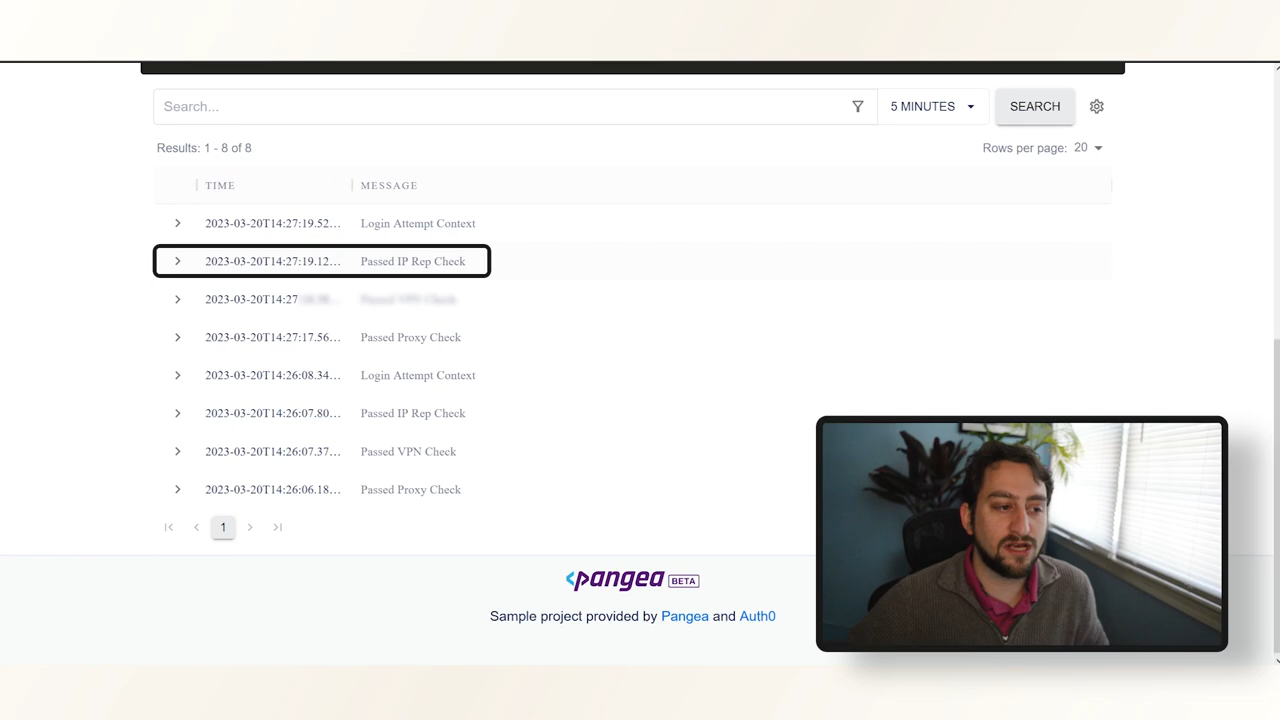 Search...
5 MINUTES
SEARCH
Results: 1 - 8 of 8
Rows per page: 20
TIME MESSAGE
2023-03-20T14:27:19.52... Login Attempt Context
2023-03-20T14:27:19.12... Passed IP Rep Check
2023-03-20T14:27
2023-03-20T14:27:17.56... Passed Proxy Check
2023-03-20T14:26:08.34... Login Attempt Context
2023-03-20T14:26:07.80... Passed IP Rep Check
2023-03-20T14:26:07.37... Passed VPN Check
2023-03-20T14:26:06.18... Passed Proxy Check
1
pangea BETA
Sample project provided by Pangea and Auth0